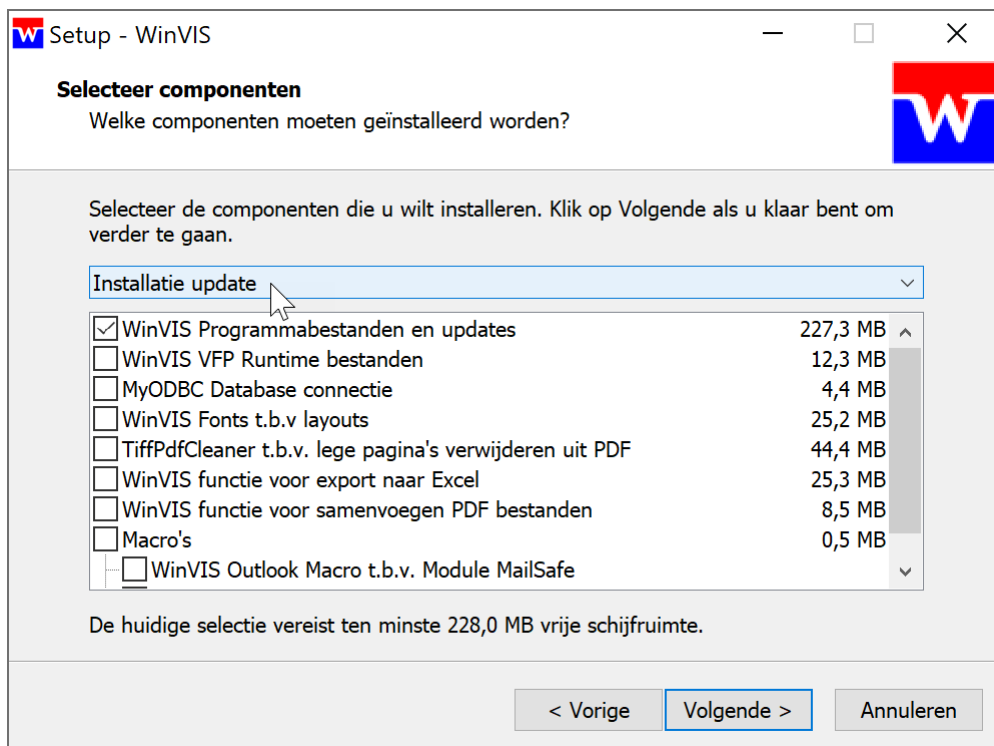 W Setup - WinVIS
Selecteer componenten
Welke componenten moeten geïnstalleerd worden?
W
Selecteer de componenten die u wilt installeren. Klik op Volgende als u klaar bent om
verder te gaan.
Installatie update
WinVIS Programmabestanden en updates 227,3 MB
WinVIS VFP Runtime bestanden 12,3 MB
MyODBC Database connectie 4,4 MB
WinVIS Fonts t.b.v layouts 25,2 MB
TiffPdfCleaner t.b.v. lege pagina's verwijderen uit PDF 44,4 MB
WinVIS functie voor export naar Excel 25,3 MB
WinVIS functie voor samenvoegen PDF bestanden 8,5 MB
Macro's 0,5 MB
WinVIS Outlook Macro t.b.v. Module MailSafe
De huidige selectie vereist ten minste 228,0 MB vrije schijfruimte.
< Vorige Volgende > Annuleren